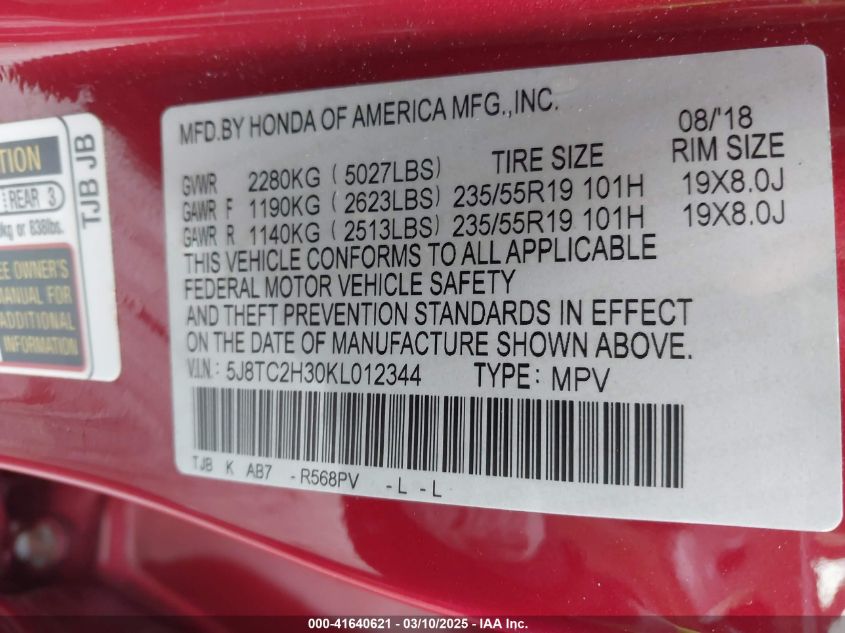 TION
REAR 3
kg or 838lbs.
EE OWNER'S
MANUAL FOR
ADDITIONAL
INFORMATION
TJB JB
MFD.BY HONDA OF AMERICA MFG.,INC. 08/'18
TIRE SIZE RIM SIZE
GVWR 2280KG ( 5027LBS)
GAWR F 1190KG ( 2623LBS) 235/55R19 101H 19X8.0J
GAWR R 1140KG ( 2513LBS) 235/55R19 101H 19X8.0J
THIS VEHICLE CONFORMS TO ALL APPLICABLE
FEDERAL MOTOR VEHICLE SAFETY
AND THEFT PREVENTION STANDARDS IN EFFECT
ON THE DATE OF MANUFACTURE SHOWN ABOVE.
V.I.N.: 5J8TC2H30KL012344 TYPE: MPV
TJB K AB7 - R568PV - L - L
000-41640621 — 03/10/2025 — IAA Inc.